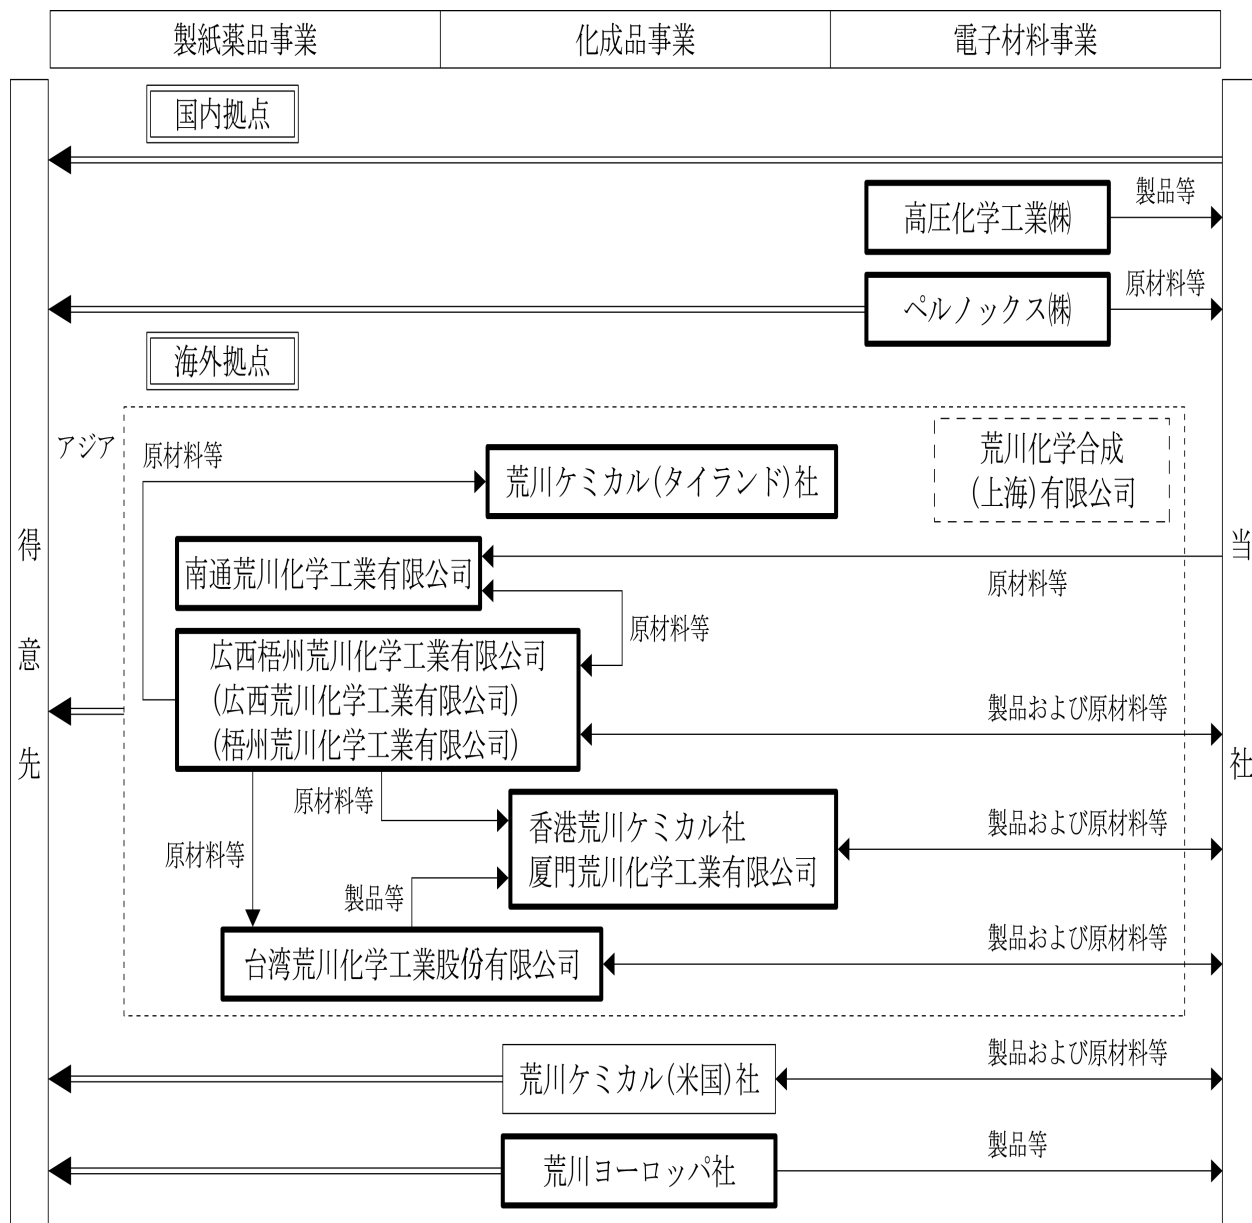 製紙薬品事業
化成品事業
電子材料事業
国内拠点
高圧化学工業㈱
製品等
ペルノックス㈱
原材料等
海外拠点
アジア
原材料等
荒川ケミカル(タイランド)社
荒川化学合成
(上海)有限公司
得意先
当社
南通荒川化学工業有限公司
原材料等
原材料等
広西梧州荒川化学工業有限公司
(広西荒川化学工業有限公司)
(梧州荒川化学工業有限公司)
製品および原材料等
原材料等
原材料等
香港荒川ケミカル社
厦門荒川化学工業有限公司
製品および原材料等
製品等
台湾荒川化学工業股份有限公司
製品および原材料等
荒川ケミカル(米国)社
製品および原材料等
荒川ヨーロッパ社
製品等